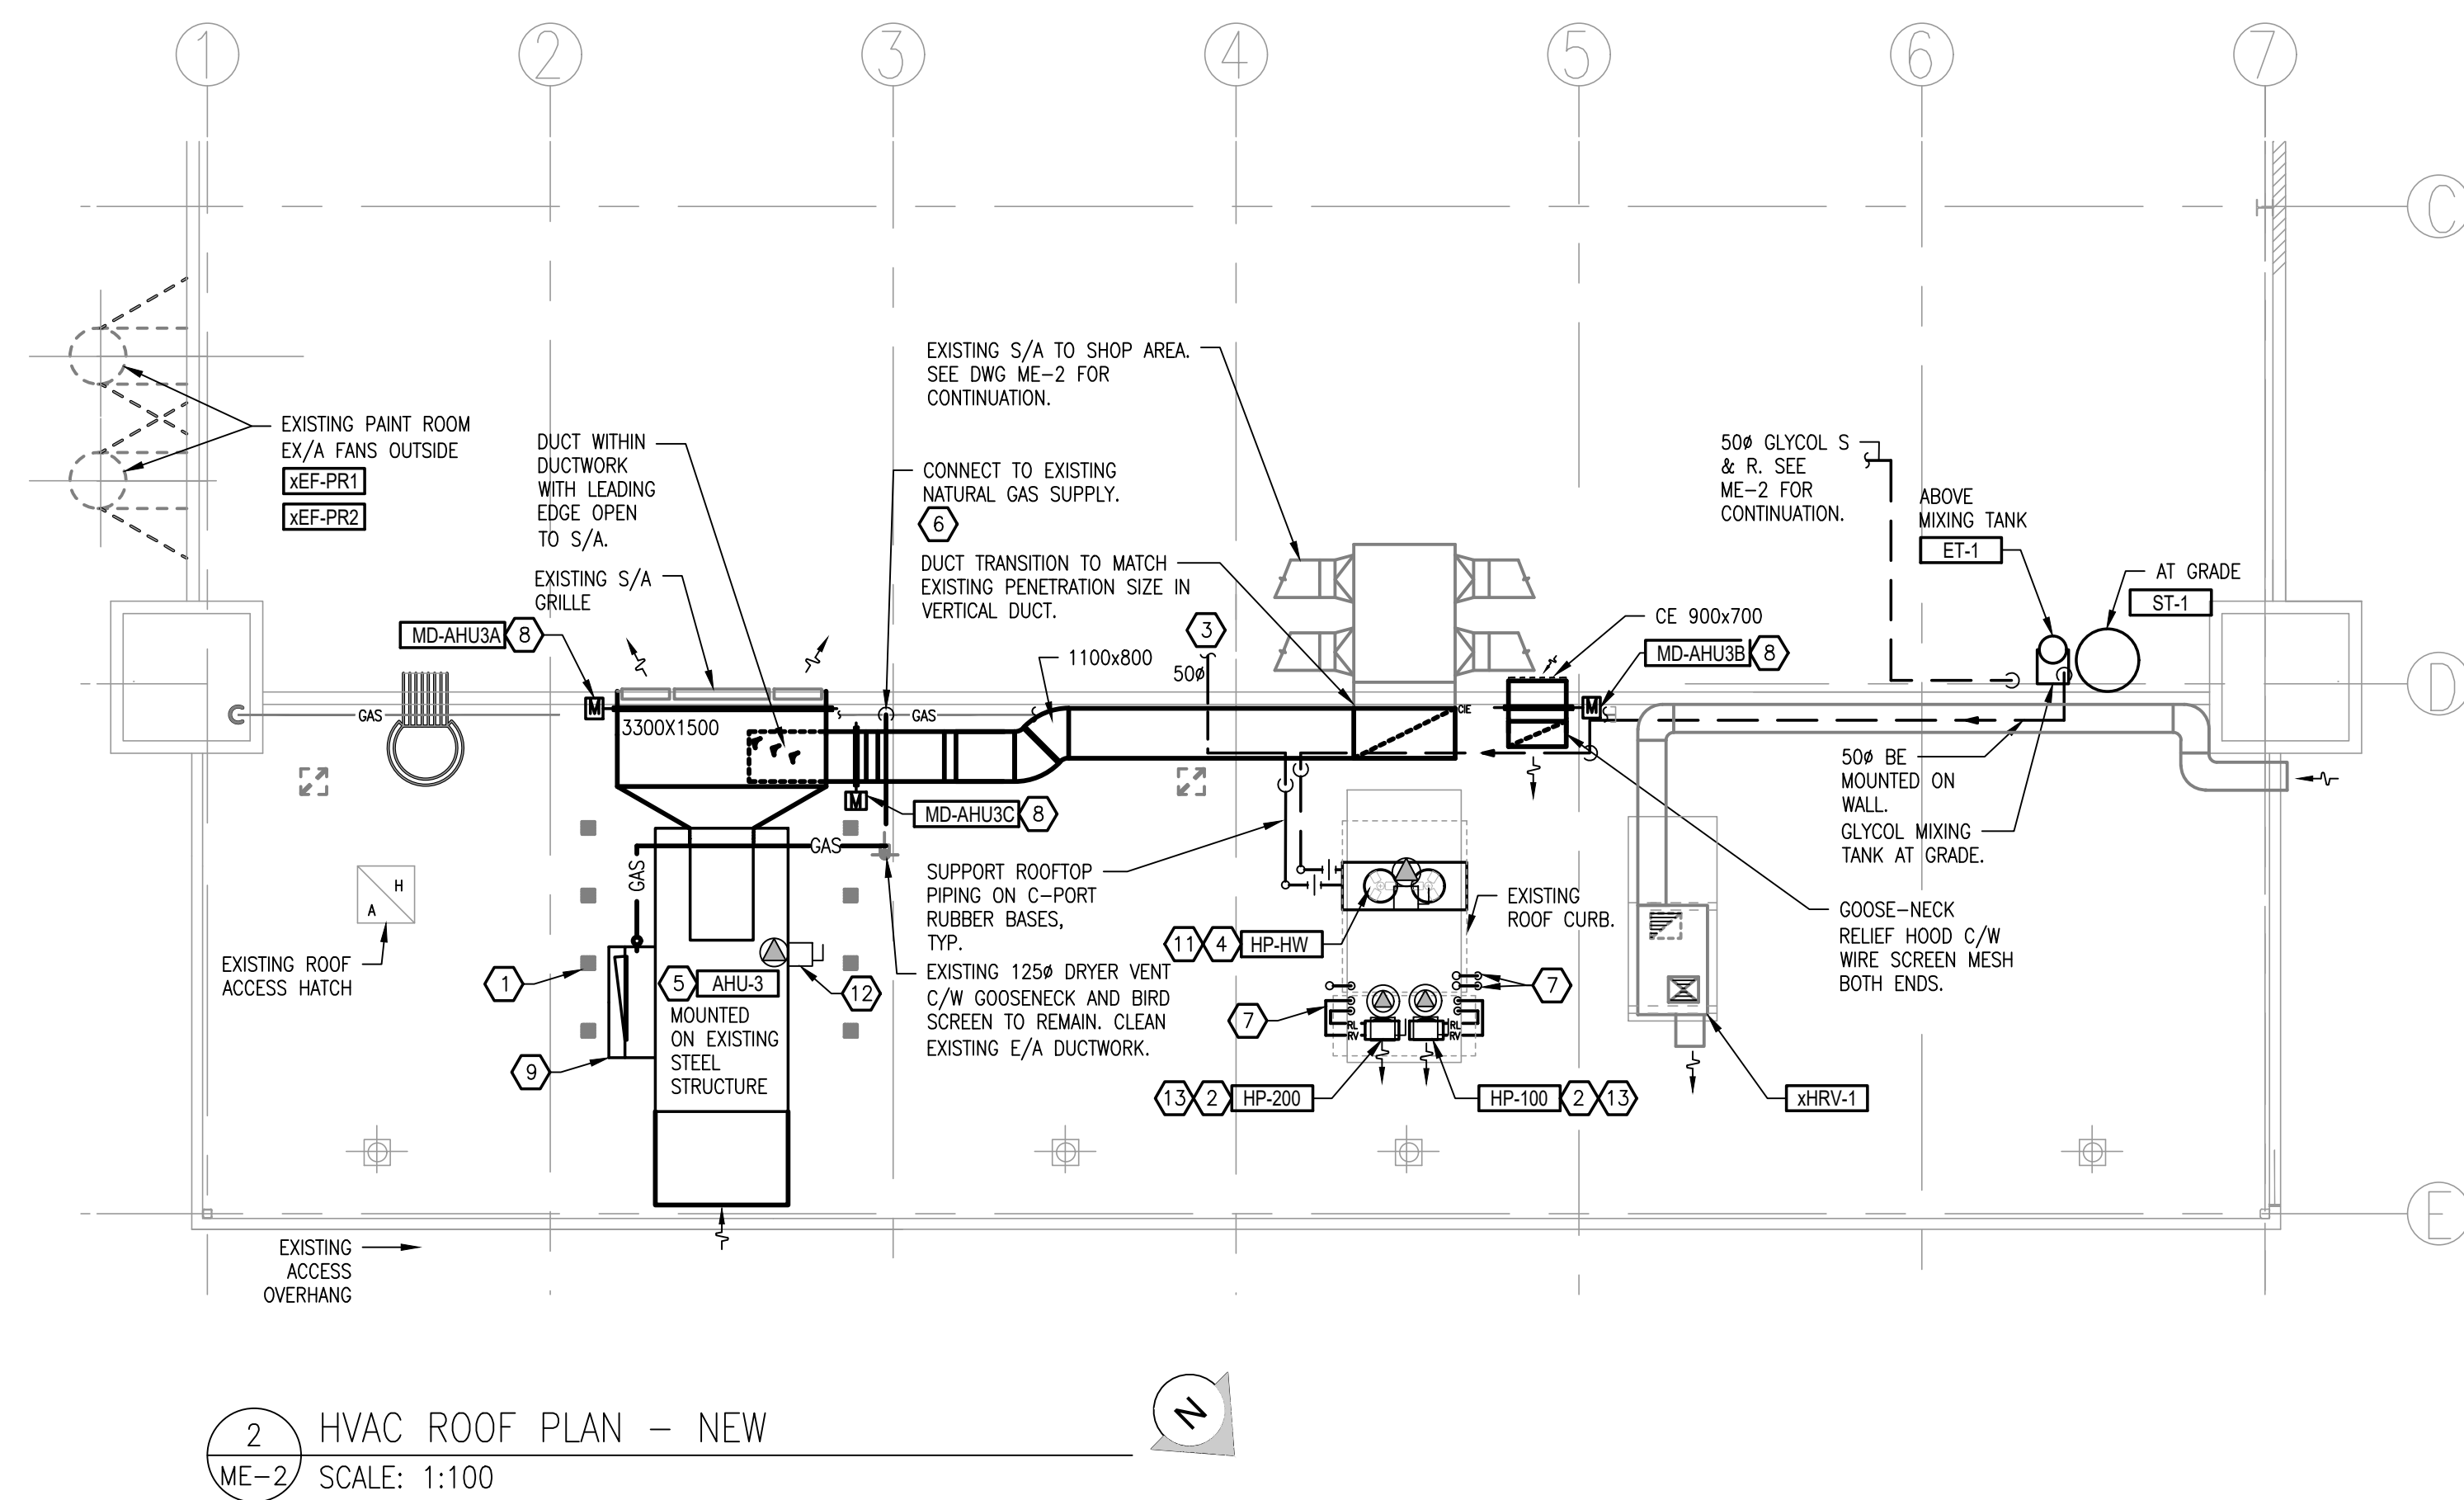 1
2
3
4
5
6
7
C
D
E
EXISTING PAINT ROOM
EX/A FANS OUTSIDE
xEF-PR1
xEF-PR2
DUCT WITHIN
DUCTWORK
WITH LEADING
EDGE OPEN
TO S/A.
EXISTING S/A
GRILLE
MD-AHU3A
8
CONNECT TO EXISTING
NATURAL GAS SUPPLY.
6
EXISTING S/A TO SHOP AREA.
SEE DWG ME-2 FOR
CONTINUATION.
DUCT TRANSITION TO MATCH
EXISTING PENETRATION SIZE IN
VERTICAL DUCT.
3
50ø
1100x800
CE 900x700
MD-AHU3B
8
50ø GLYCOL S
& R. SEE
ME-2 FOR
CONTINUATION.
ABOVE
MIXING TANK
ET-1
AT GRADE
ST-1
GAS
M
3300X1500
GAS
CIE
M
M
MD-AHU3C
8
50ø BE
MOUNTED ON
WALL.
GLYCOL MIXING
TANK AT GRADE.
GAS
GAS
H
A
EXISTING ROOF
ACCESS HATCH
1
9
5
AHU-3
MOUNTED
ON EXISTING
STEEL
STRUCTURE
12
SUPPORT ROOFTOP
PIPING ON C-PORT
RUBBER BASES,
TYP.
EXISTING 125ø DRYER VENT
C/W GOOSENECK AND BIRD
SCREEN TO REMAIN. CLEAN
EXISTING E/A DUCTWORK.
11
4
HP-HW
EXISTING
ROOF CURB.
7
7
RL
RV
RL
RV
13
2
HP-200
HP-100
2
13
GOOSE-NECK
RELIEF HOOD C/W
WIRE SCREEN MESH
BOTH ENDS.
xHRV-1
EXISTING
ACCESS
OVERHANG
2
ME-2
HVAC ROOF PLAN - NEW
SCALE: 1:100
N